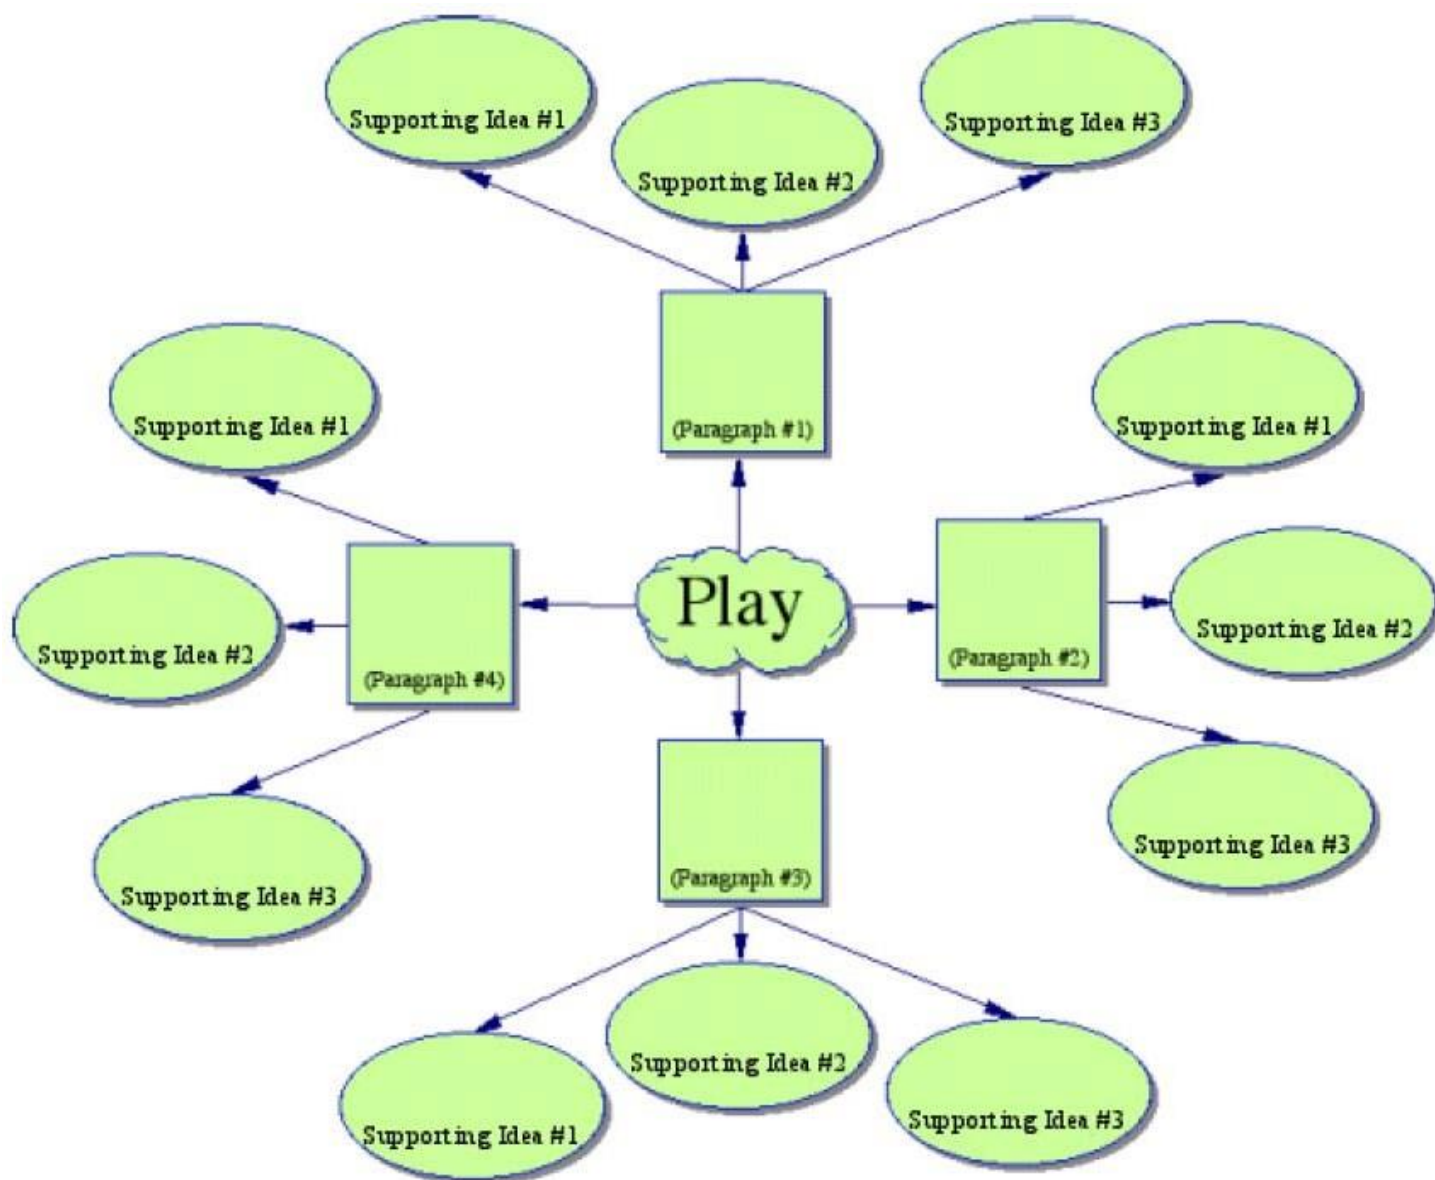 Supporting Idea #1
Supporting Idea #2
Supporting Idea #3
(Paragraph #1)
Supporting Idea #1
Supporting Idea #2
Supporting Idea #3
(Paragraph #4)
Play
(Paragraph #2)
Supporting Idea #1
Supporting Idea #2
Supporting Idea #3
(Paragraph #3)
Supporting Idea #1
Supporting Idea #2
Supporting Idea #3